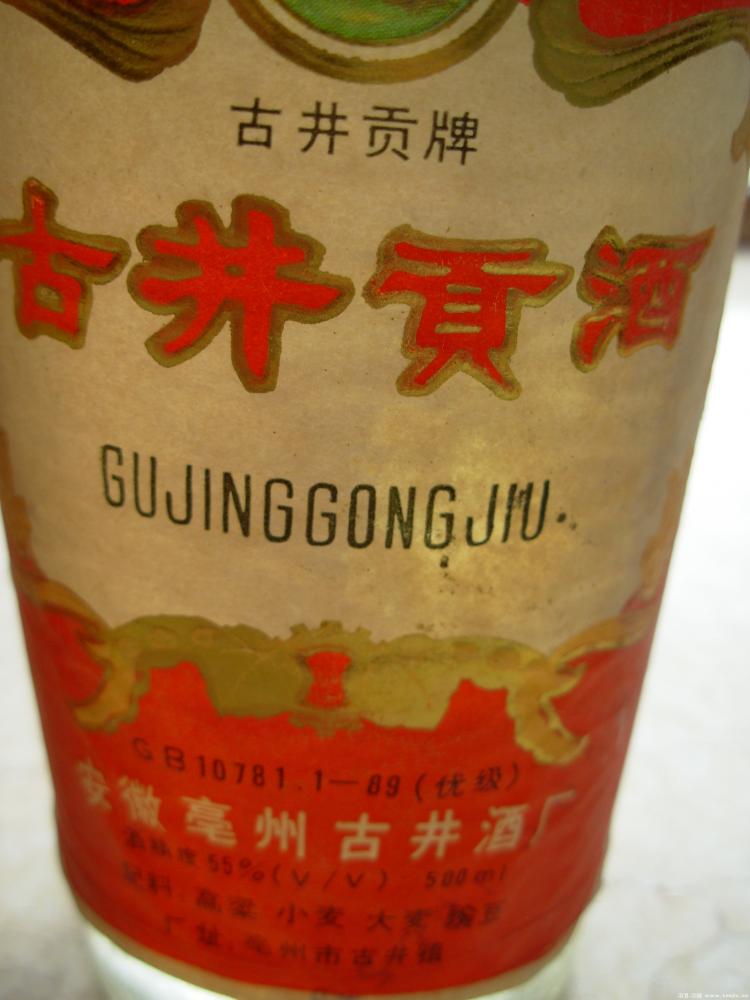 古井贡牌
古井贡酒
GUJINGGONGJIU
GB10781.1—89(优级)
安徽亳州古井酒厂
酒精度55%(V/V) 500ml
配料:高粱 小麦 大麦 豌豆
厂址:亳州市古井镇